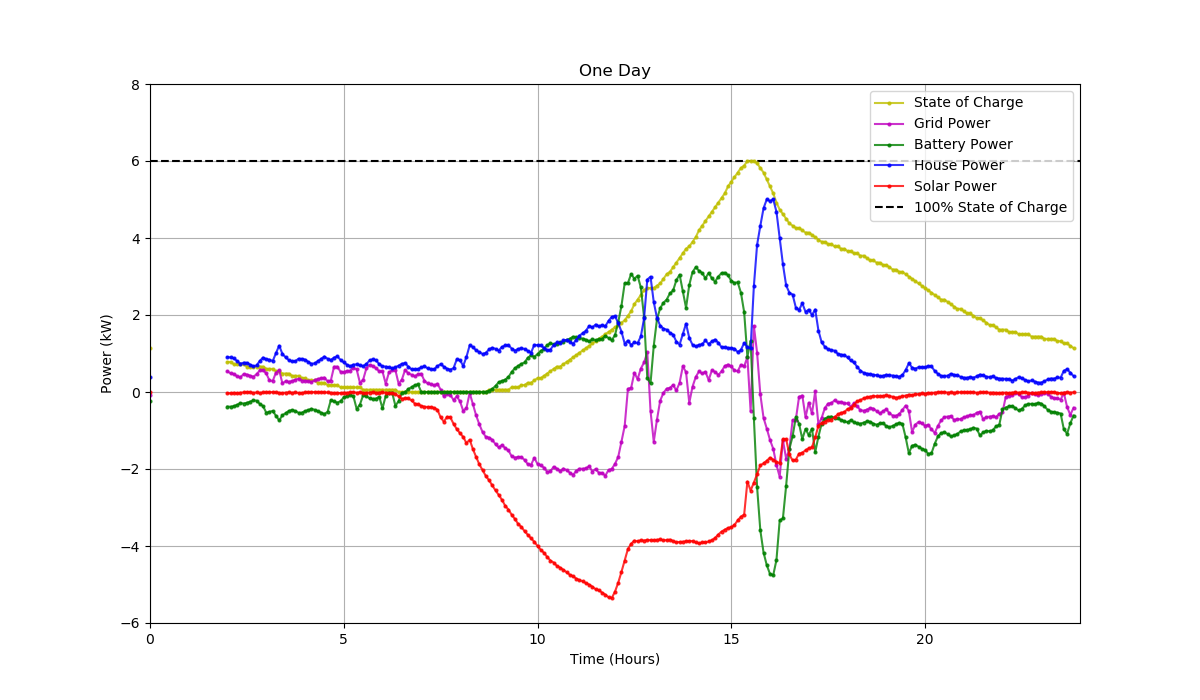 One Day
8
6
4
2
0
−2
−4
−6
Power (kW)
State of Charge
Grid Power
Battery Power
House Power
Solar Power
100% State of Charge
0 5 10 15 20
Time (Hours)